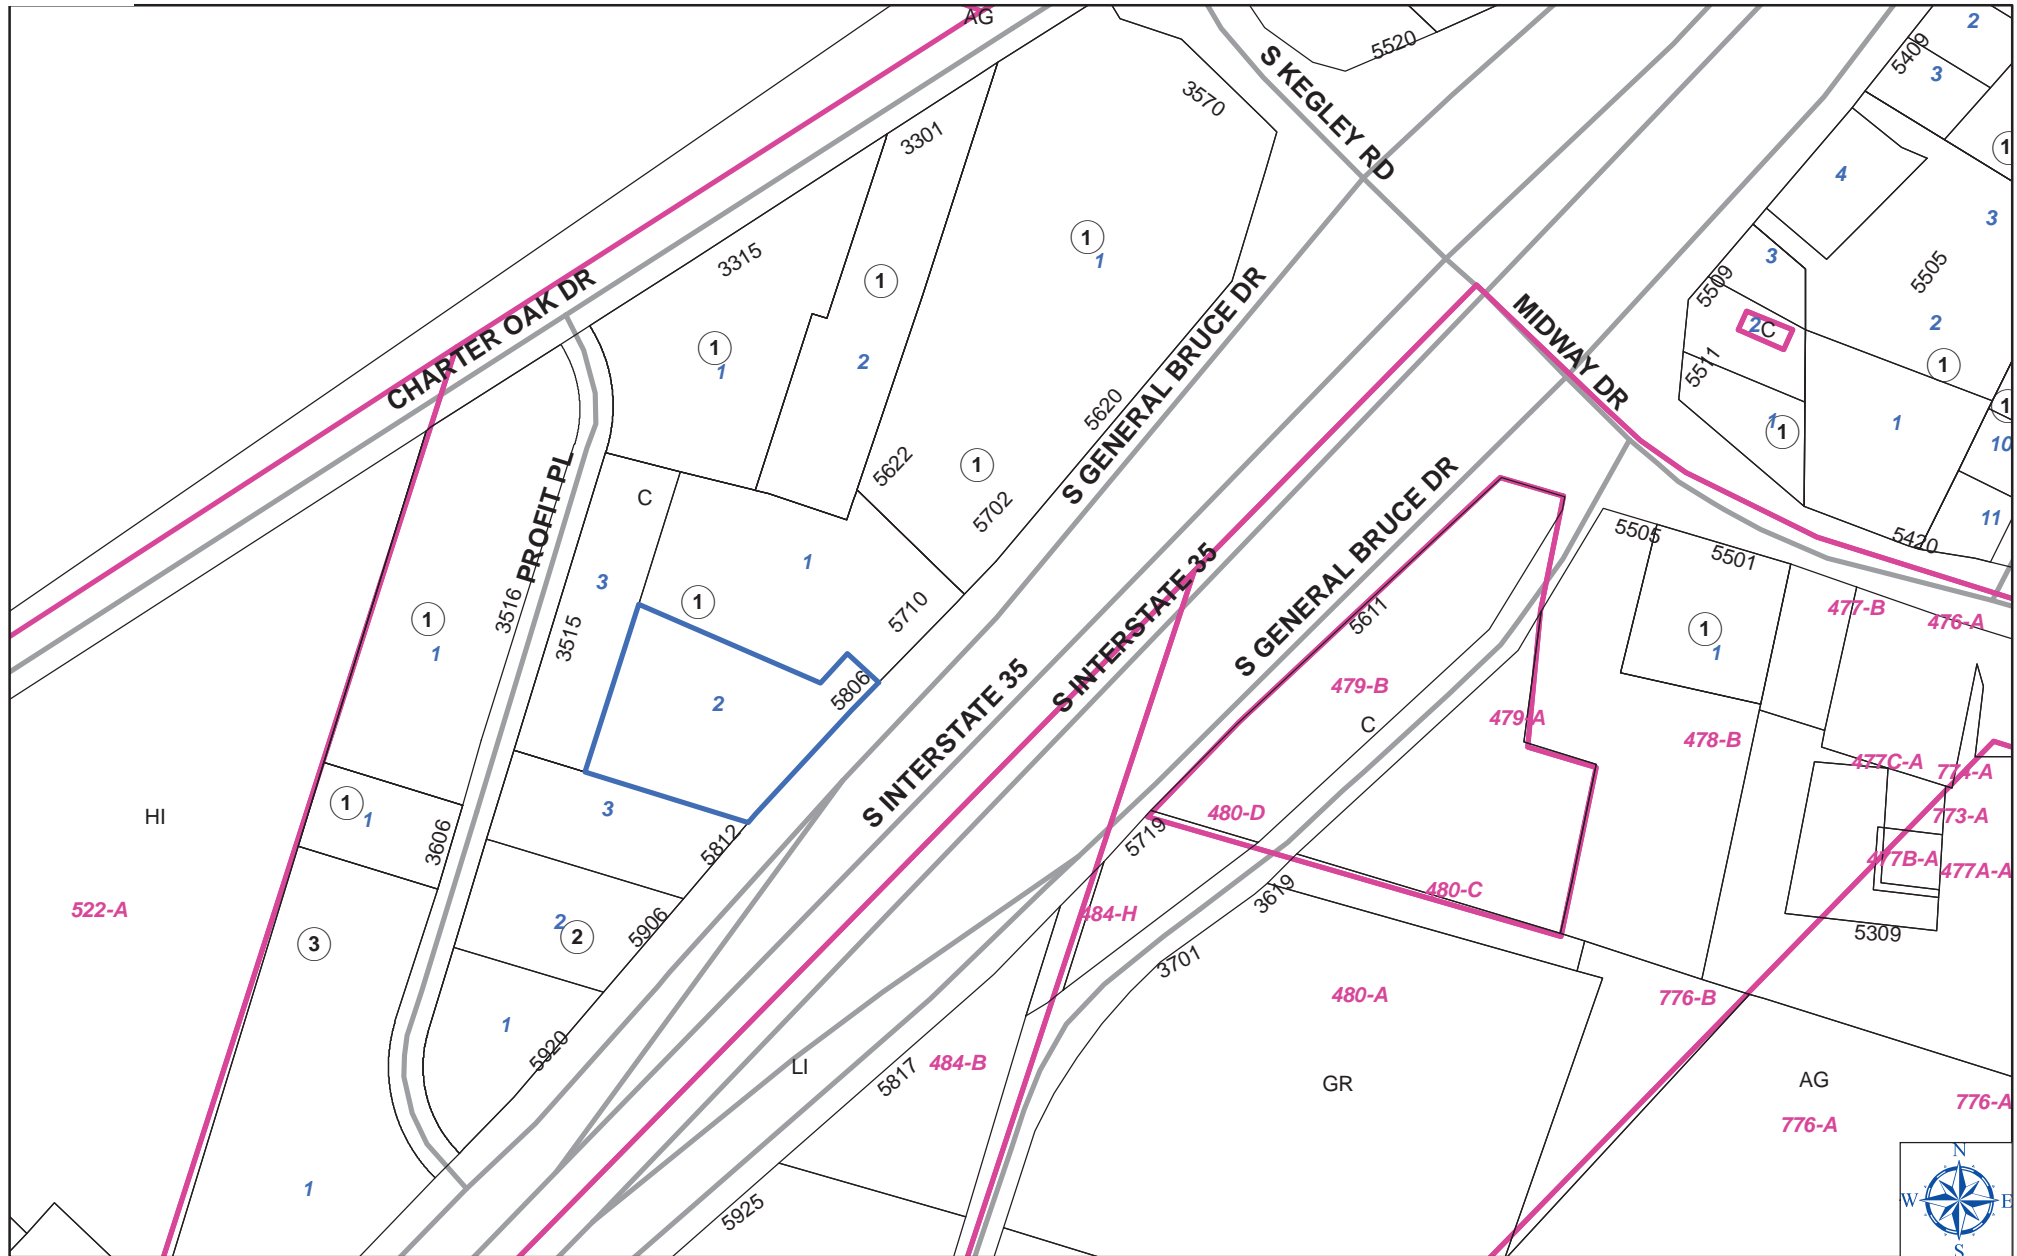 AG
5520
2
5409
3
S KEGLEY RD
3570
3301
1
4
3
3315
1
1
1
3
5505
5509
CHARTER OAK DR
S GENERAL BRUCE DR
MIDWAY DR
2
C
2
1
1
2
5511
1
1
5620
1
1
1
10
5622
1
5702
C
PROFIT PL
S GENERAL BRUCE DR
11
5505
5501
5420
3
1
1
S INTERSTATE 35
3516
5710
5611
477-B
476-A
1
3515
1
1
1
S INTERSTATE 35
5806
479-B
2
C
479-A
478-B
477C-A
774-A
1
1
3
HI
3606
5812
480-D
773-A
5719
477B-A
477A-A
480-C
3619
522-A
484-H
2
2
5906
5309
3
3701
480-A
776-B
1
5920
LI
5817
484-B
GR
AG
776-A
776-A
1
5925
N
W
E
S